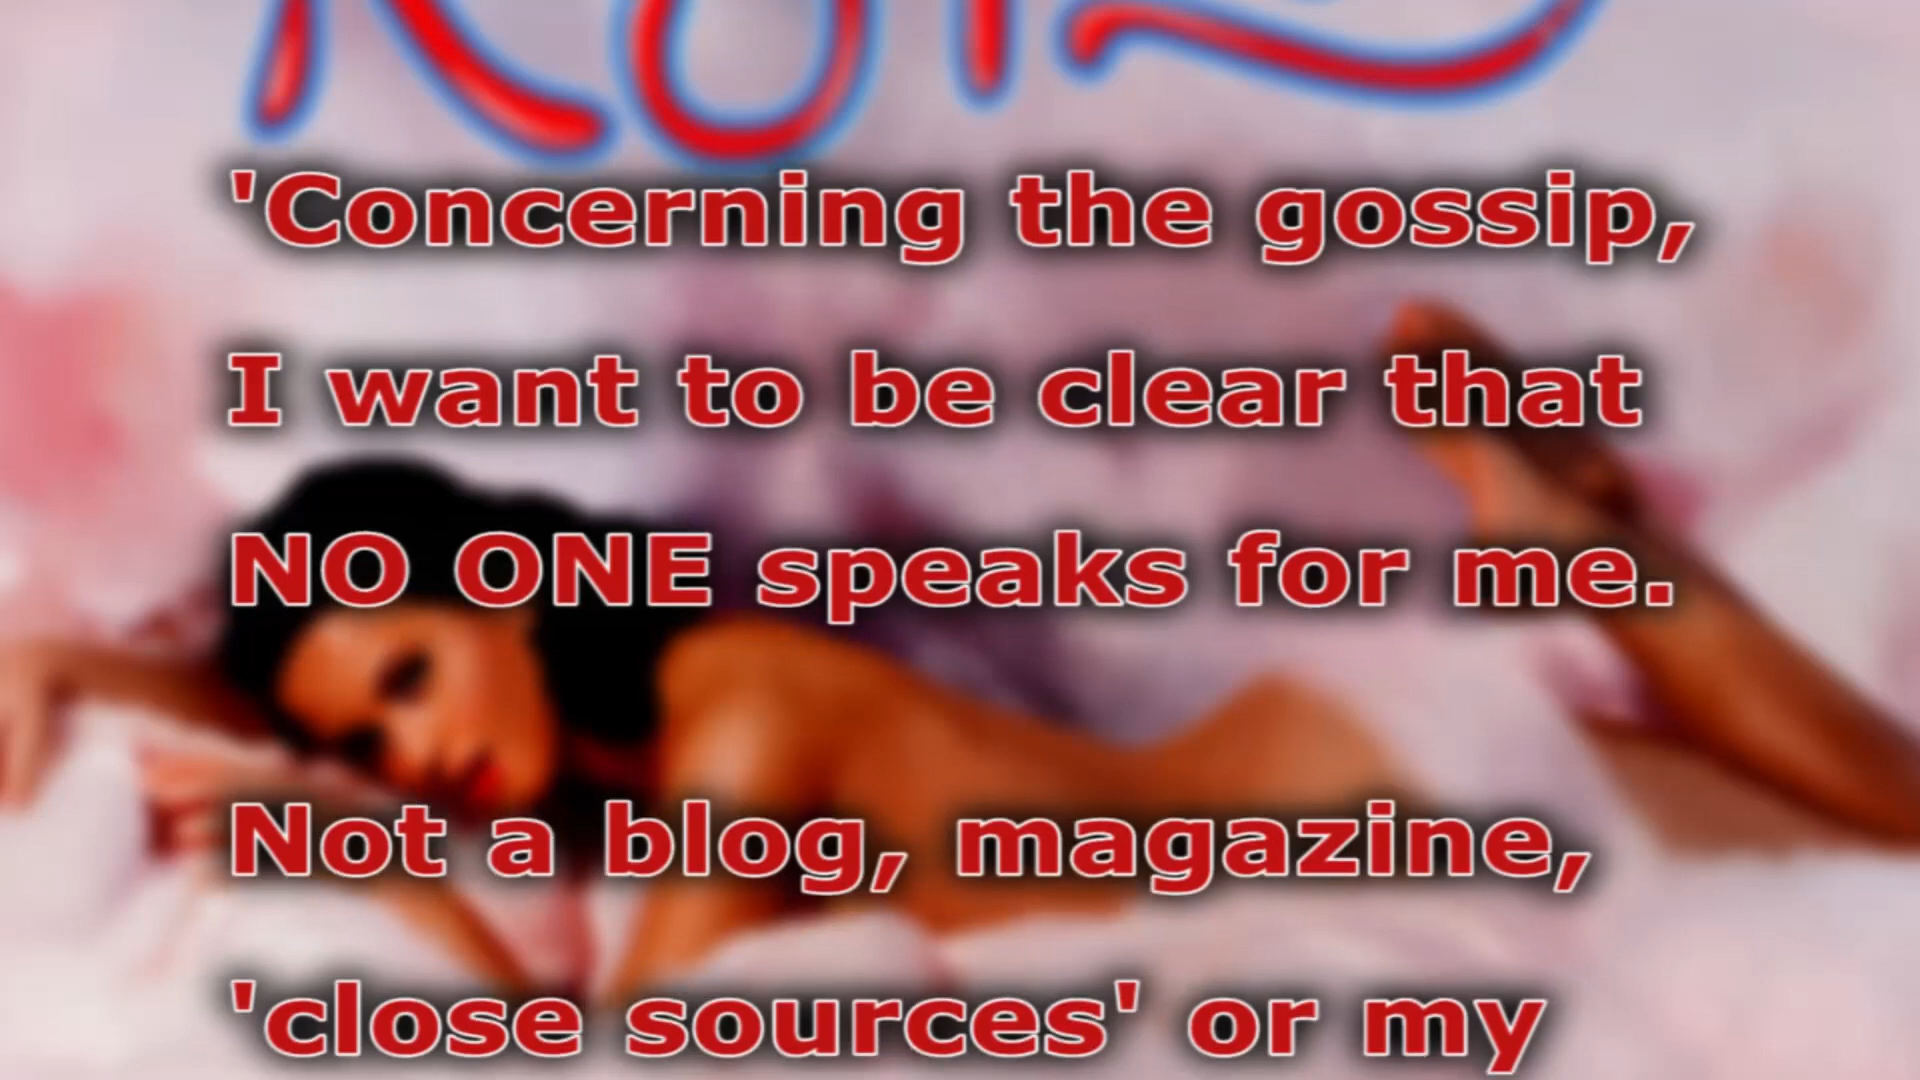 'Concerning the gossip,
I want to be clear that
NO ONE speaks for me.
Not a blog, magazine,
'close sources' or my